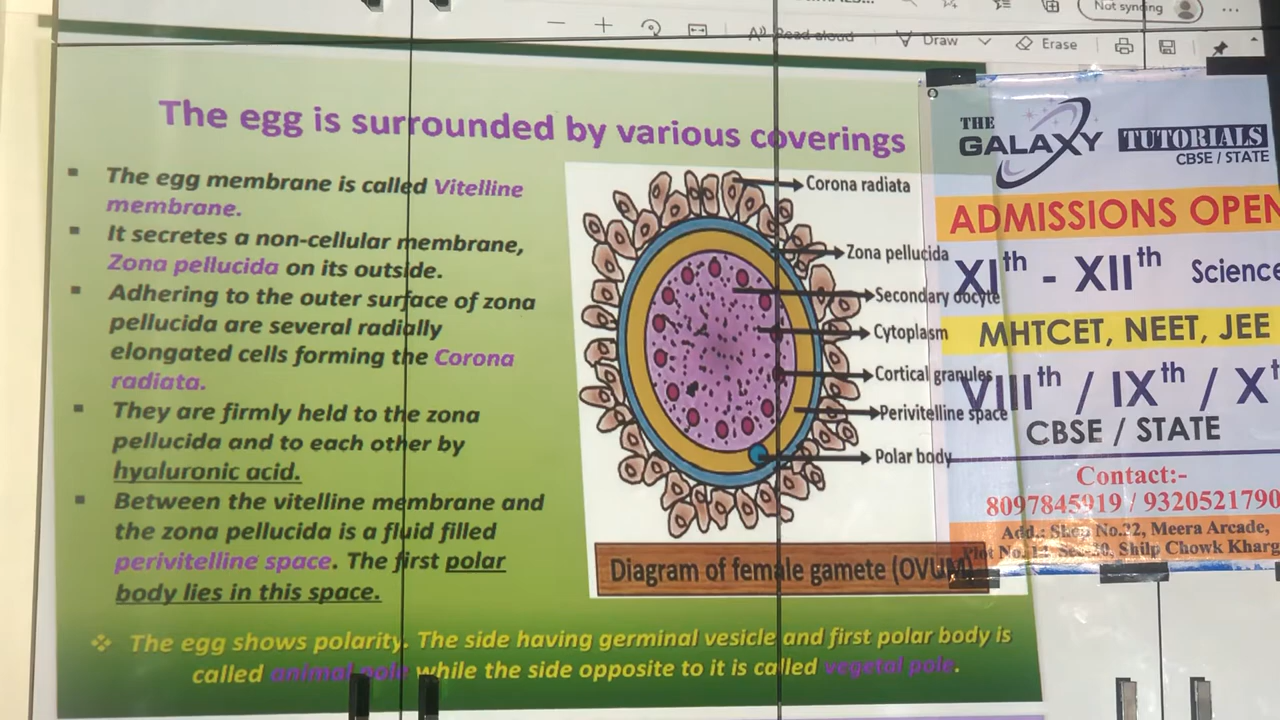 Not syncing
Read aloud
Draw
Erase
The egg is surrounded by various coverings
The egg membrane is called Vitelline
membrane.
It secretes a non-cellular membrane,
Zona pellucida on its outside.
Adhering to the outer surface of zona
pellucida are several radially
elongated cells forming the Corona
radiata.
They are firmly held to the zona
pellucida and to each other by
hyaluronic acid.
Between the vitelline membrane and
the zona pellucida is a fluid filled
perivitelline space. The first polar
body lies in this space.
Corona radiata
Zona pellucida
Secondary oocyte
Cytoplasm
Cortical granules
Perivitelline space
Polar body
Diagram of female gamete (OVUM)
The egg shows polarity. The side having germinal vesicle and first polar body is
called animal pole while the side opposite to it is called vegetal pole.
THE
GALAXY TUTORIALS
CBSE / STATE
ADMISSIONS OPEN
XIth - XIIth Science
MHTCET, NEET, JEE
VIIIth / IXth / Xt
CBSE / STATE
Contact:-
8097845919 / 9320521790
Add.: Shop No.22, Meera Arcade,
Plot No. Sec Shilp Chowk Kharg